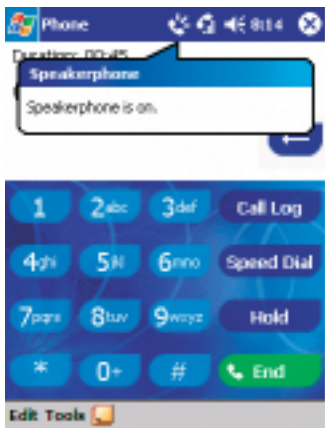 Phone 8:14
Duration: 00:45
Speakerphone
Speakerphone is on.
1 2abc 3def Call Log
4ghi 5jkl 6mno Speed Dial
7pqrs 8tuv 9wxyz Hold
* 0+ # End
Edit Tools